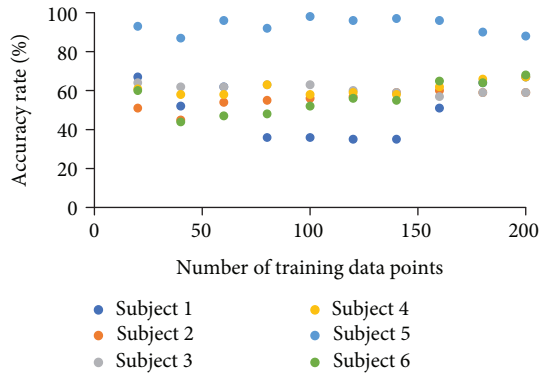 Accuracy rate (%)
100
80
60
40
20
0
0 50 100 150 200
Number of training data points
Subject 1 Subject 4
Subject 2 Subject 5
Subject 3 Subject 6